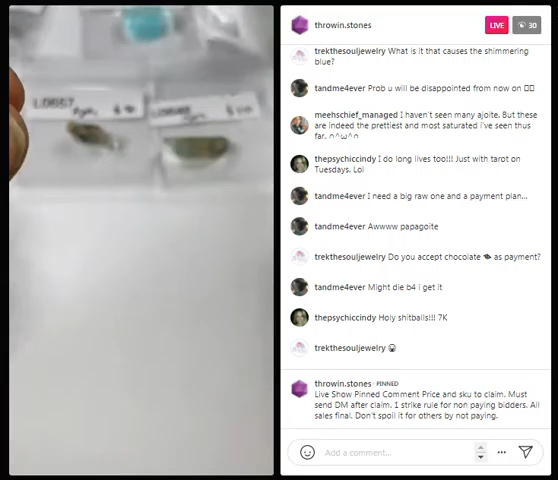 throwin.stones
LIVE
30
trekthesouljewelry What is it that causes the shimmering
blue?
tandme4ever Prob u will be disappointed from now on
meehschief_managed I haven't seen many ajoite. But these
are indeed the prettiest and most saturated i've seen thus
far. ∩^ω^∩
thepsychiccindy I do long lives too!!! Just with tarot on
Tuesdays. Lol
tandme4ever I need a big raw one and a payment plan...
tandme4ever Awwww papagoite
trekthesouljewelry Do you accept chocolate as payment?
tandme4ever Might die b4 i get it
thepsychiccindy Holy shitballs!!! 7K
trekthesouljewelry 😂
throwin.stones · PINNED
Live Show Pinned Comment Price and sku to claim. Must
send DM after claim. 1 strike rule for non paying bidders. All
sales final. Don't spoil it for others by not paying.
Add a comment...